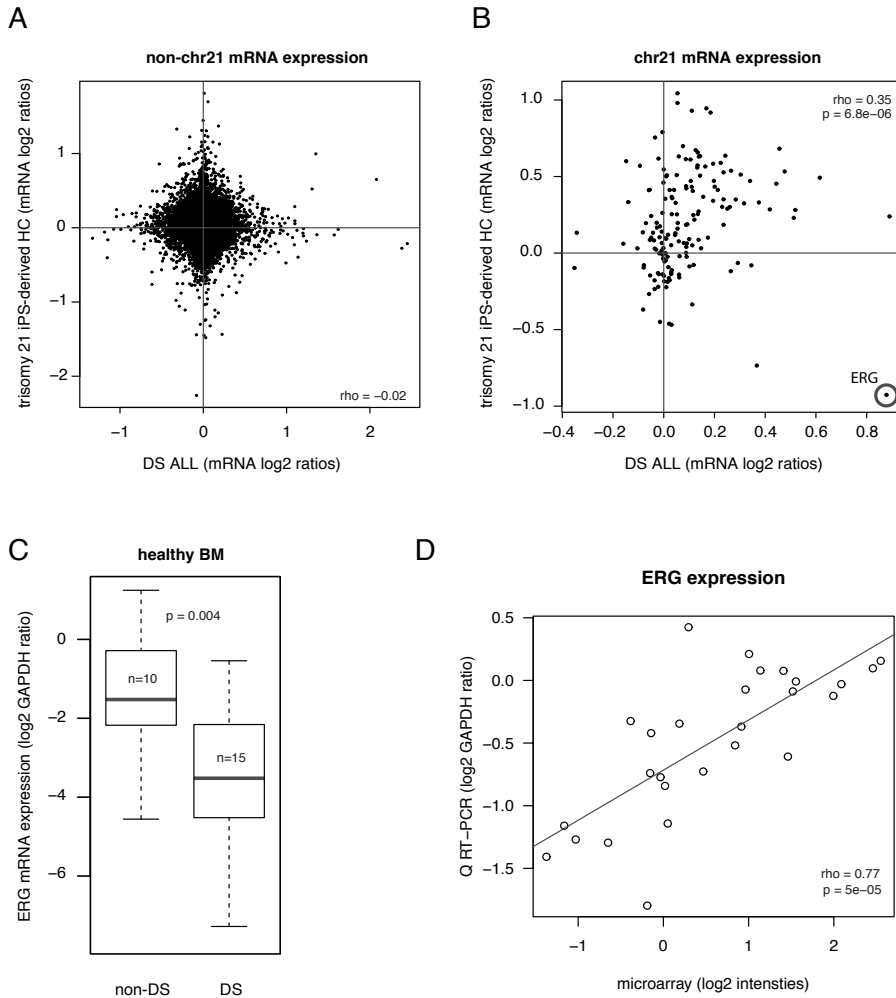 A
non-chr21 mRNA expression
trisomy 21 iPS-derived HC (mRNA log2 ratios)
1
0
−1
−2
rho = −0.02
−1
0
1
2
DS ALL (mRNA log2 ratios)
B
chr21 mRNA expression
trisomy 21 iPS-derived HC (mRNA log2 ratios)
1.0
0.5
0.0
−0.5
−1.0
rho = 0.35
p = 6.8e−06
ERG
−0.4
−0.2
0.0
0.2
0.4
0.6
0.8
DS ALL (mRNA log2 ratios)
C
healthy BM
ERG mRNA expression (log2 GAPDH ratio)
0
−2
−4
−6
p = 0.004
n=10
n=15
non-DS
DS
D
ERG expression
Q RT−PCR (log2 GAPDH ratio)
0.5
0.0
−0.5
−1.0
−1.5
rho = 0.77
p = 5e−05
−1
0
1
2
microarray (log2 intensties)